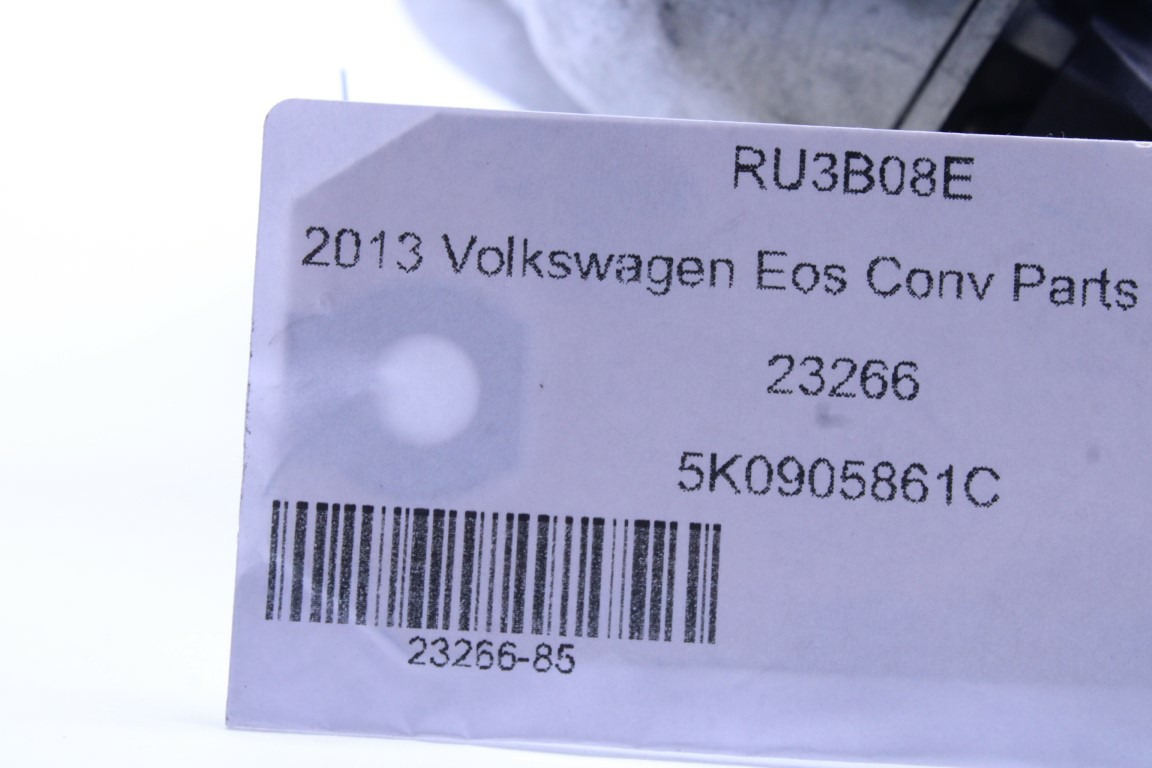 RU3B08E
2013 Volkswagen Eos Conv Parts
23266
5K0905861C
23266-85